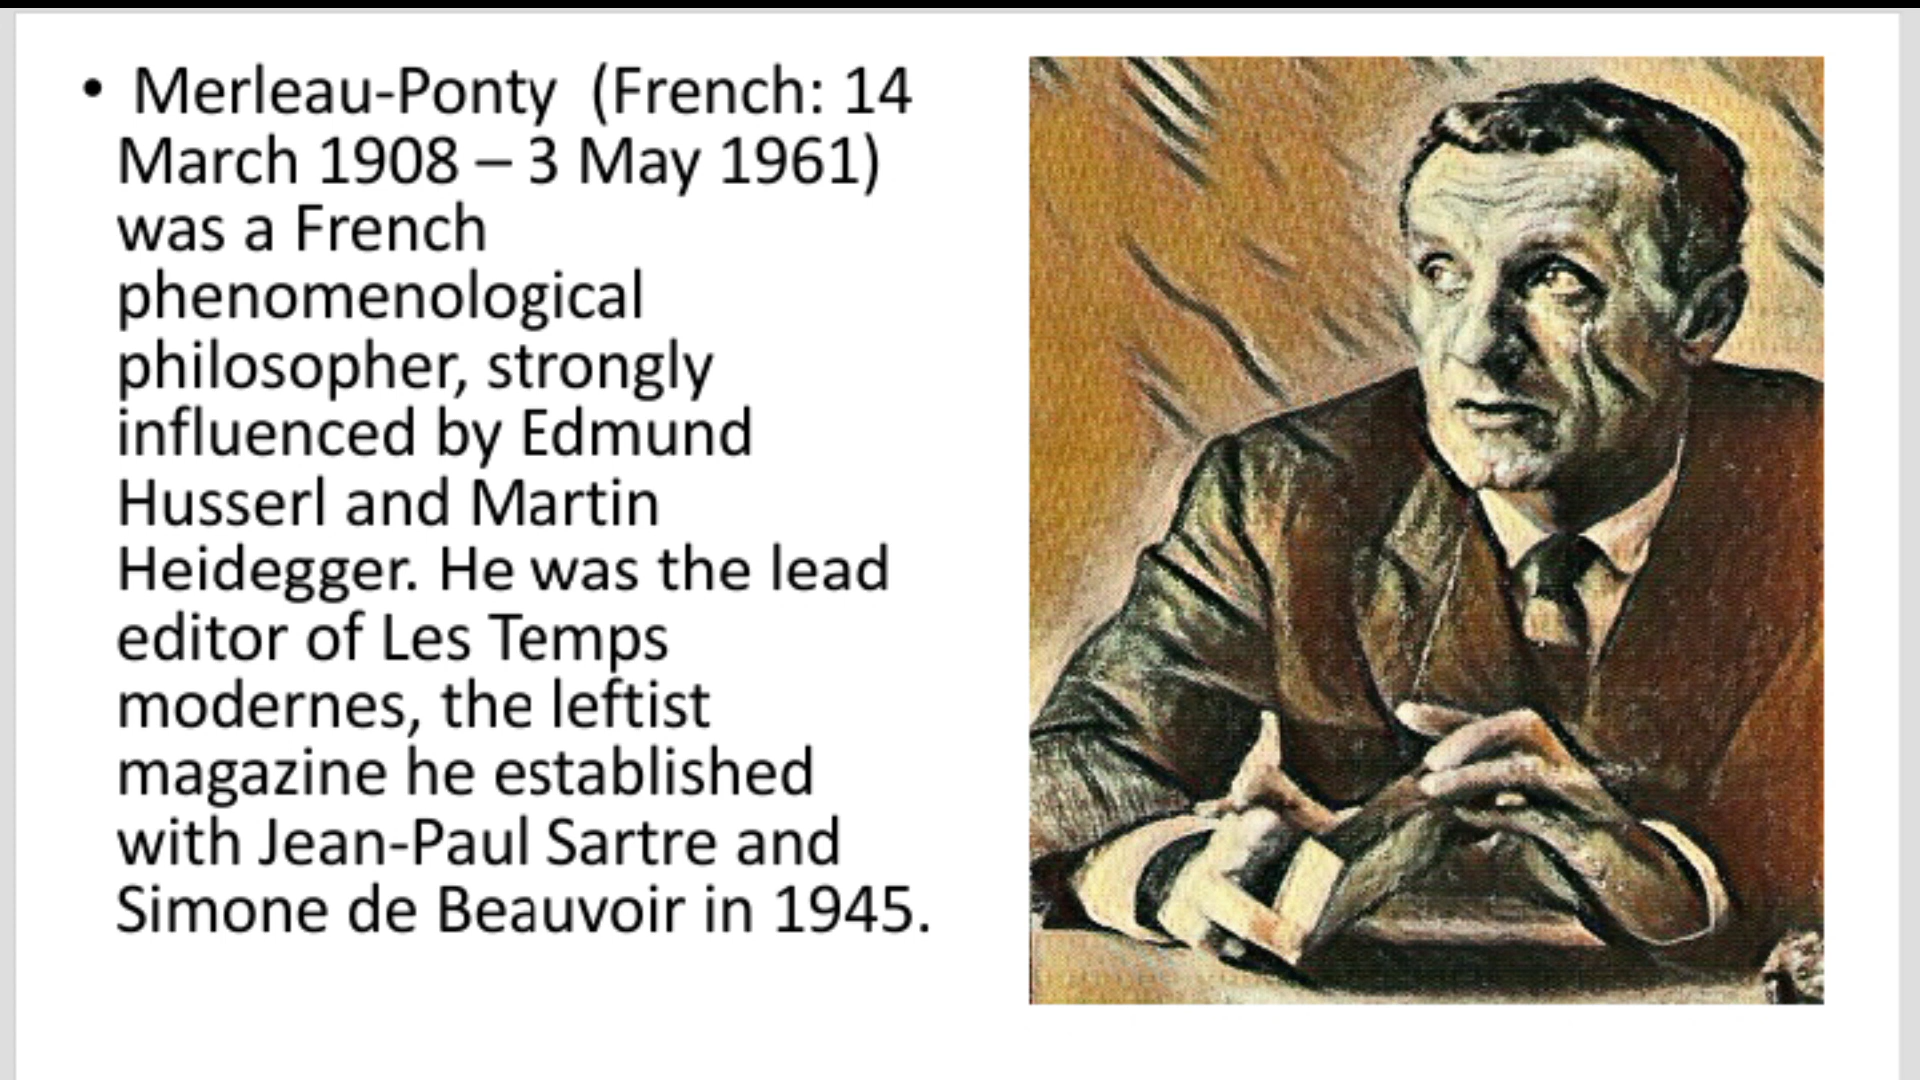 • Merleau-Ponty  (French: 14
March 1908 – 3 May 1961)
was a French
phenomenological
philosopher, strongly
influenced by Edmund
Husserl and Martin
Heidegger. He was the lead
editor of Les Temps
modernes, the leftist
magazine he established
with Jean-Paul Sartre and
Simone de Beauvoir in 1945.